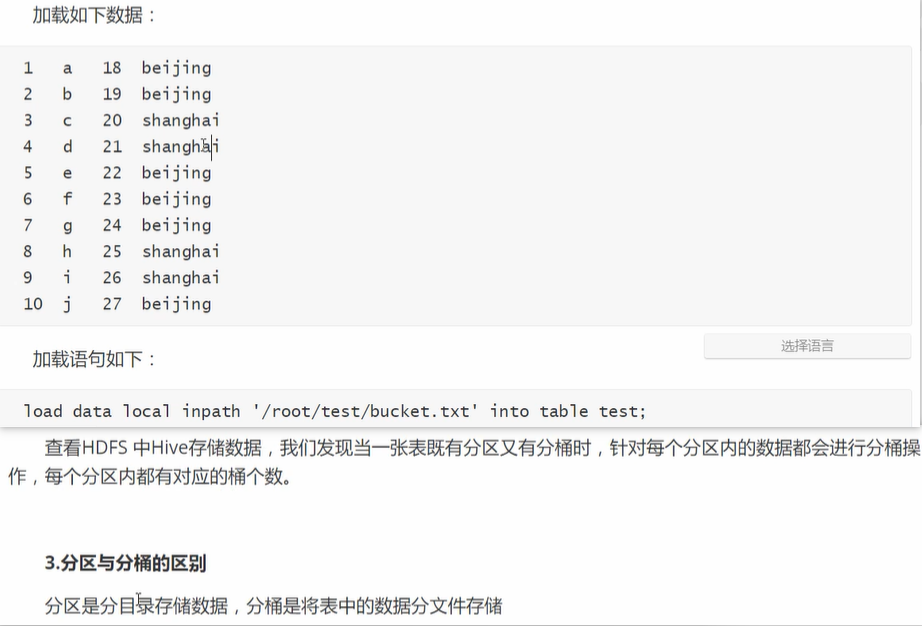 加载如下数据：
1 a 18 beijing
2 b 19 beijing
3 c 20 shanghai
4 d 21 shanghai
5 e 22 beijing
6 f 23 beijing
7 g 24 beijing
8 h 25 shanghai
9 i 26 shanghai
10 j 27 beijing
选择语言
加载语句如下：
load data local inpath '/root/test/bucket.txt' into table test;
查看HDFS 中Hive存储数据，我们发现当一张表既有分区又有分桶时，针对每个分区内的数据都会进行分桶操
作，每个分区内都有对应的桶个数。
3.分区与分桶的区别
分区是分目录存储数据，分桶是将表中的数据分文件存储